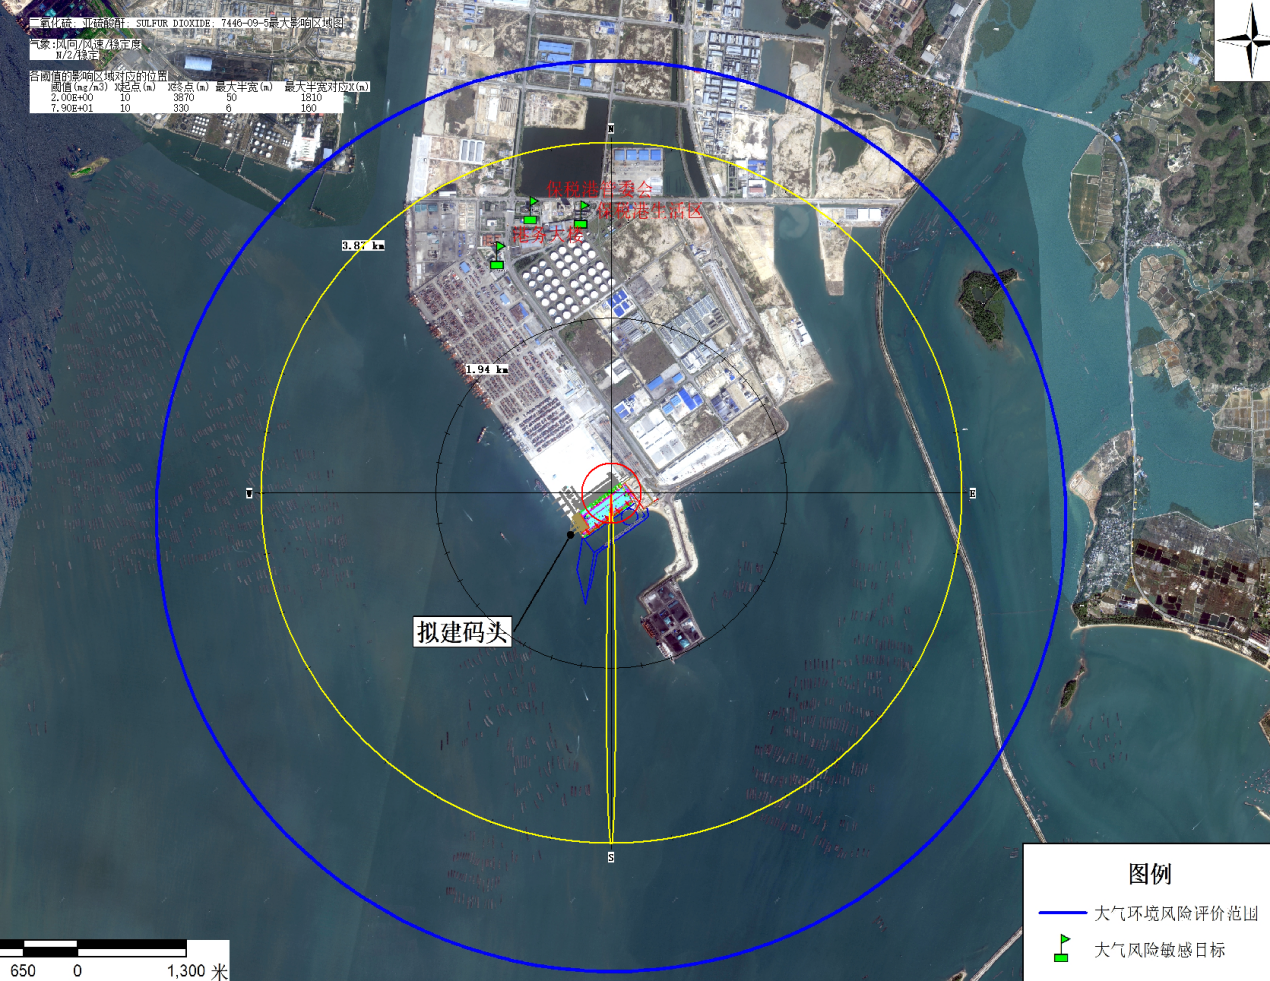 二氧化硫; 亚硫酸酐; SULFUR DIOXIDE; 7446-09-5最大影响区域图
气象:风向/风速/稳定度
N/2/稳定
各阈值的影响区域对应的位置
阈值(mg/m3) X起点(m) X终点(m) 最大半宽(m) 最大半宽对应X(m)
2.00E+00 10 3870 50 1810
7.90E+01 10 330 6 160
N
保税港管委会
保税港生活区
港务大楼
3.87 km
1.94 km
W
E
拟建码头
S
图例
大气环境风险评价范围
大气风险敏感目标
650 0 1,300 米